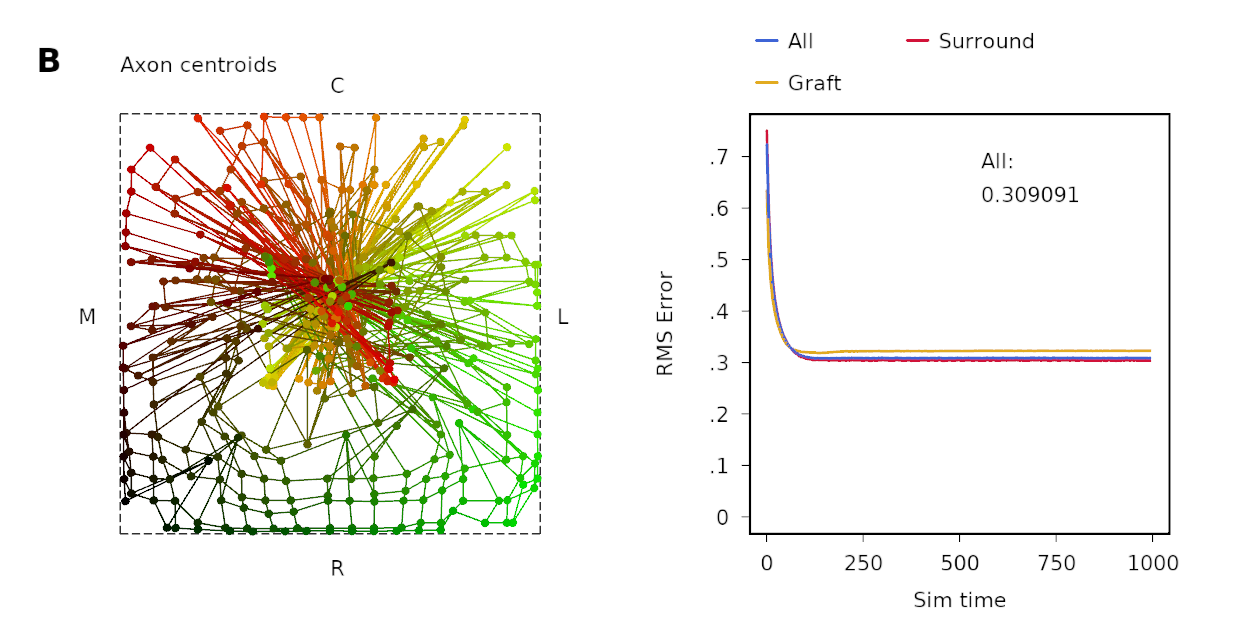 B
Axon centroids
C
M
L
R
All
Surround
Graft
All:
0.309091
.7
.6
.5
.4
.3
.2
.1
0
RMS Error
0 250 500 750 1000
Sim time